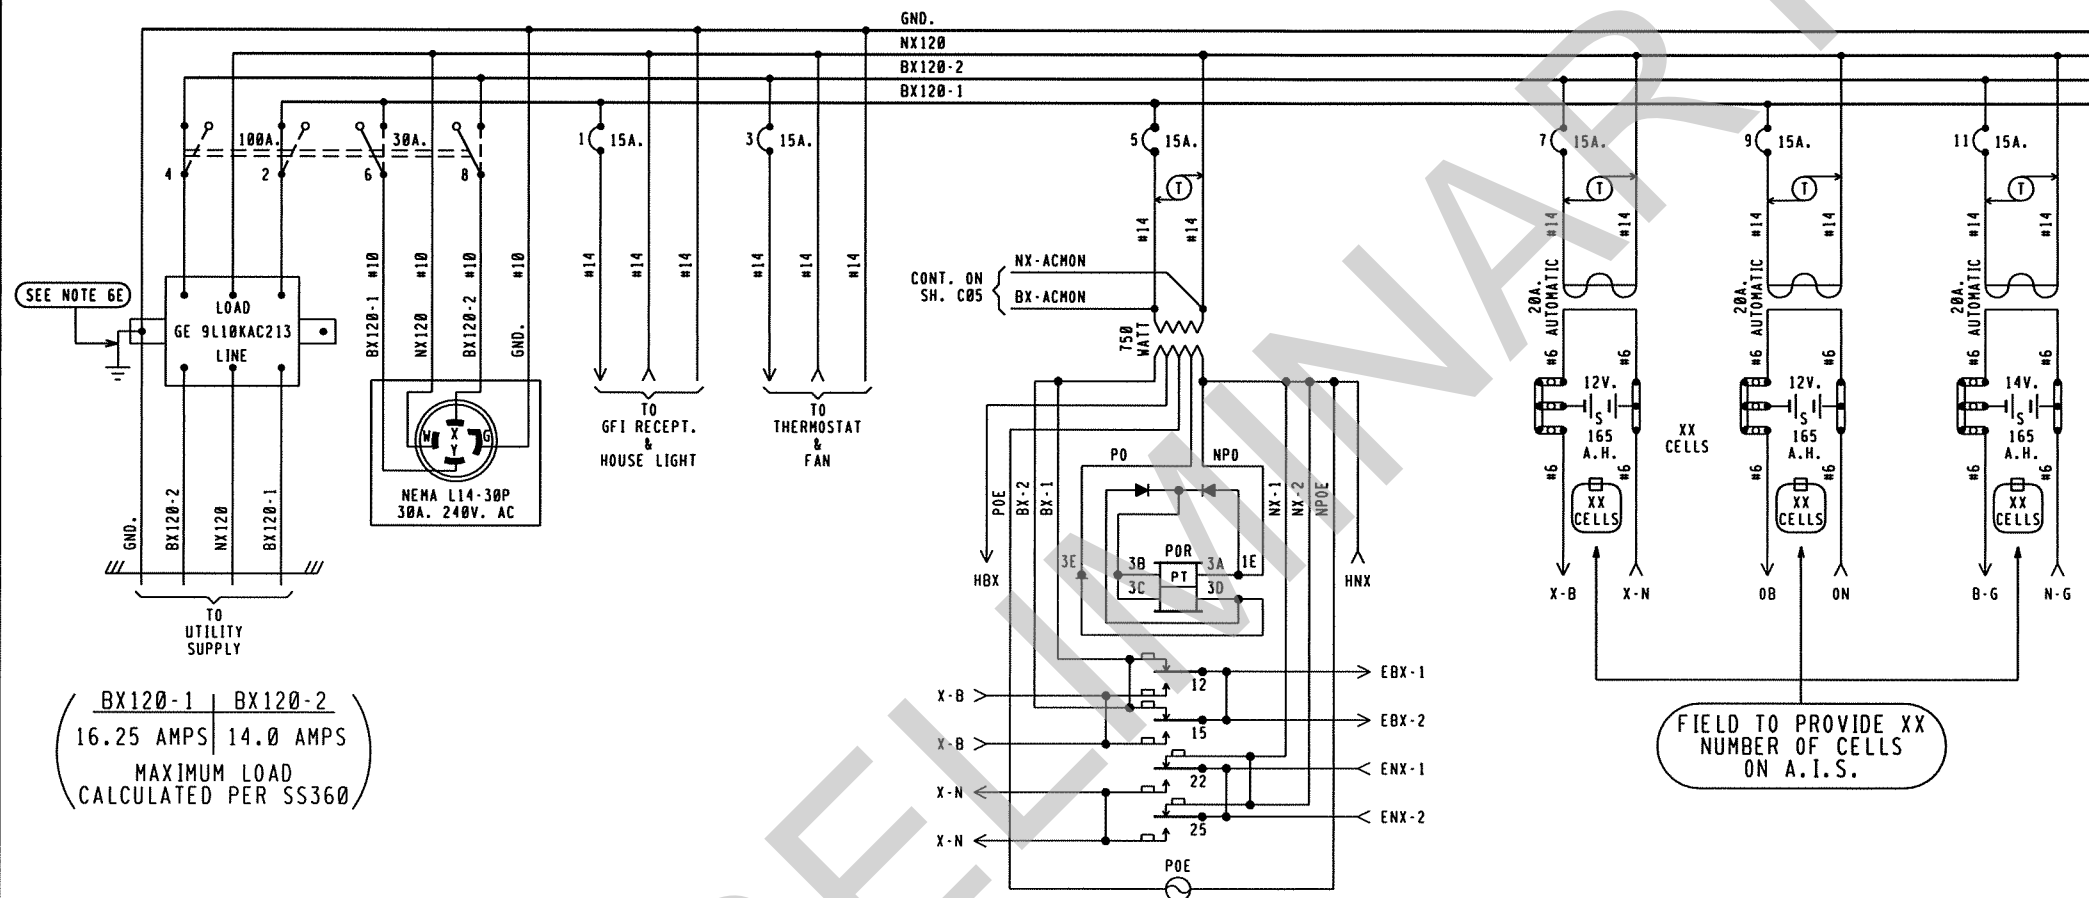 GND.
NX120
BX120-2
BX120-1
100A.
30A.
4
2
6
8
1
15A.
3
15A.
5
15A.
7
15A.
9
15A.
11
15A.
T
T
T
T
#14
#14
#14
#14
#14
#14
#14
#14
#10
#10
#10
#10
#14
#14
#14
#14
#14
#14
BX120-1
NX120
BX120-2
GND.
SEE NOTE 6E
LOAD
GE 9L10KAC213
LINE
CONT. ON
SH. C05
NX-ACMON
BX-ACMON
750
WATT
20A.
AUTOMATIC
20A.
AUTOMATIC
20A.
AUTOMATIC
#6
#6
#6
#6
#6
#6
12V.
S
165
A.H.
12V.
S
165
A.H.
14V.
S
165
A.H.
XX
CELLS
#6
#6
#6
#6
#6
#6
XX
CELLS
XX
CELLS
XX
CELLS
W
X
Y
G
NEMA L14-30P
30A. 240V. AC
TO
GFI RECEPT.
&
HOUSE LIGHT
TO
THERMOSTAT
&
FAN
GND.
BX120-2
NX120
BX120-1
TO
UTILITY
SUPPLY
POE
BX-2
BX-1
PO
NPO
NX-1
NX-2
NPOE
HBX
HNX
POR
PT
3E
3B
3C
3A
3D
1E
X-B
X-N
OB
ON
B-G
N-G
X-B
12
EBX-1
X-B
15
EBX-2
X-N
22
ENX-1
X-N
25
ENX-2
POE
BX120-1 BX120-2
16.25 AMPS 14.0 AMPS
MAXIMUM LOAD
CALCULATED PER SS360
FIELD TO PROVIDE XX
NUMBER OF CELLS
ON A.I.S.
ELIMINARY